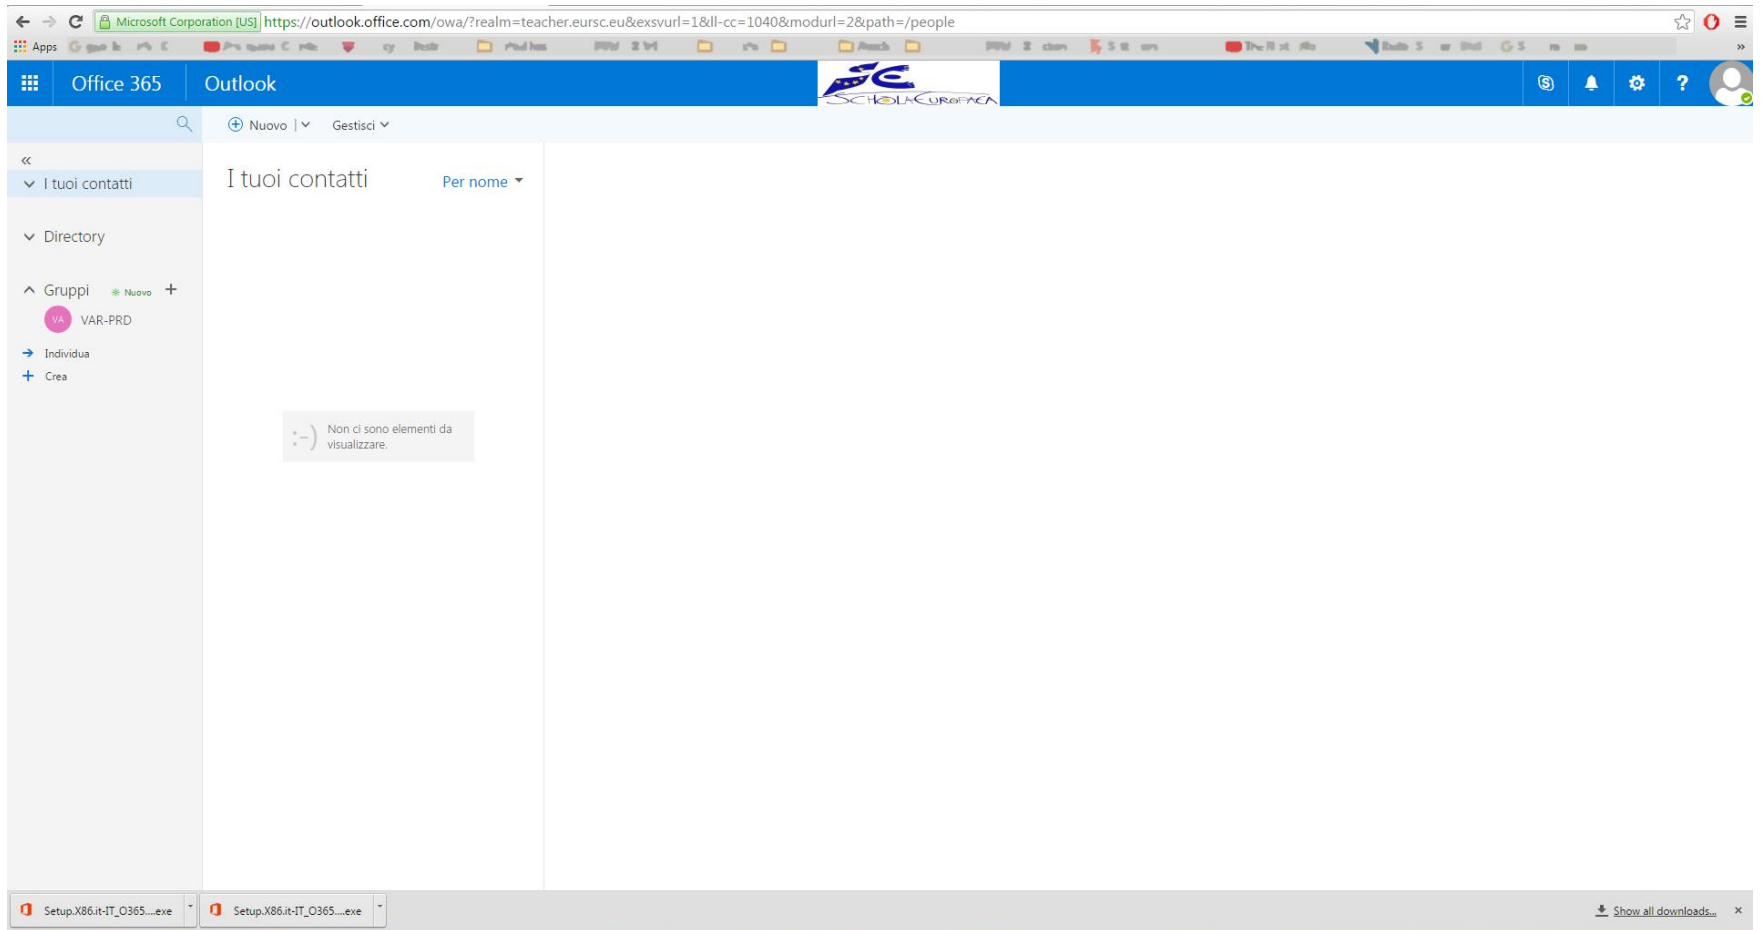 Microsoft Corporation [US] https://outlook.office.com/owa/?realm=teacher.eursc.eu&exsvurl=1&ll-cc=1040&modurl=2&path=/people
Apps
Office 365 Outlook SCHOLA EUROPAEA ?
Nuovo | Gestisci
«
I tuoi contatti
I tuoi contatti Per nome
Directory
Gruppi Nuovo +
VA VAR-PRD
Individua
+ Crea
:-) Non ci sono elementi da
visualizzare.
Setup.X86.it-IT_O365....exe Setup.X86.it-IT_O365....exe Show all downloads... ×